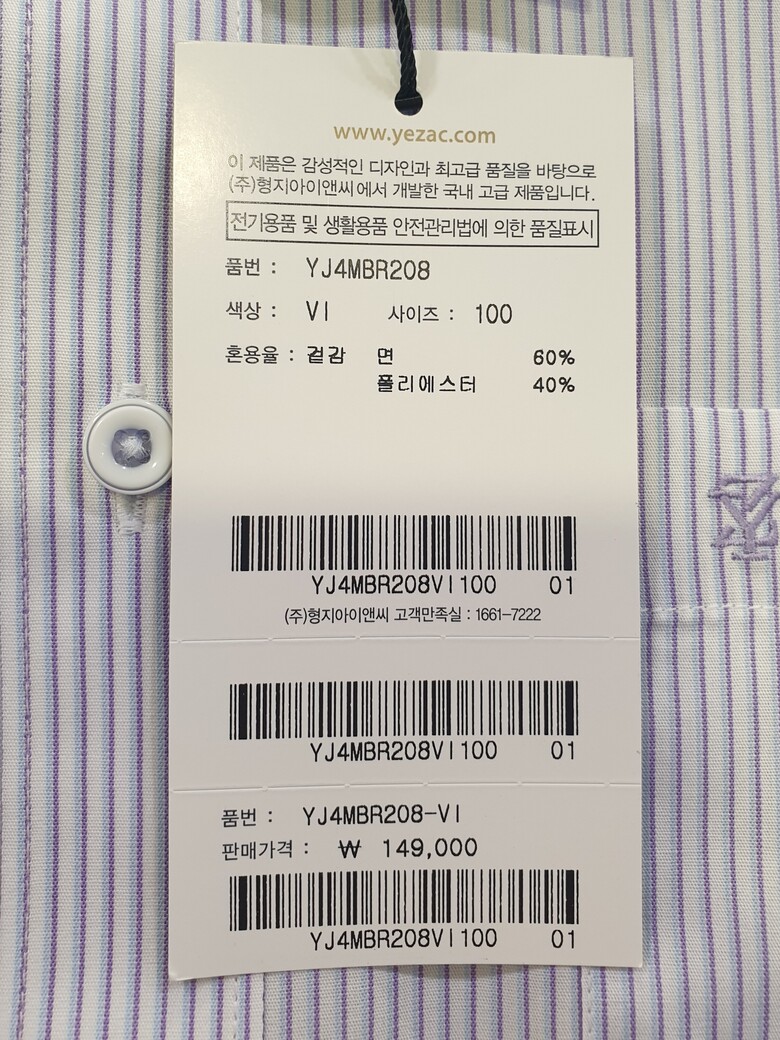 www.yezac.com
이 제품은 감성적인 디자인과 최고급 품질을 바탕으로
(주)형지아이앤씨에서 개발한 국내 고급 제품입니다.
전기용품 및 생활용품 안전관리법에 의한 품질표시
품번 : YJ4MBR208
색상 : VI 사이즈 : 100
혼용율 : 겉감 면 60%
폴리에스터 40%
YJ4MBR208VI100 01
(주)형지아이앤씨 고객만족실 : 1661-7222
YJ4MBR208VI100 01
품번 : YJ4MBR208-VI
판매가격 : ₩ 149,000
YJ4MBR208VI100 01